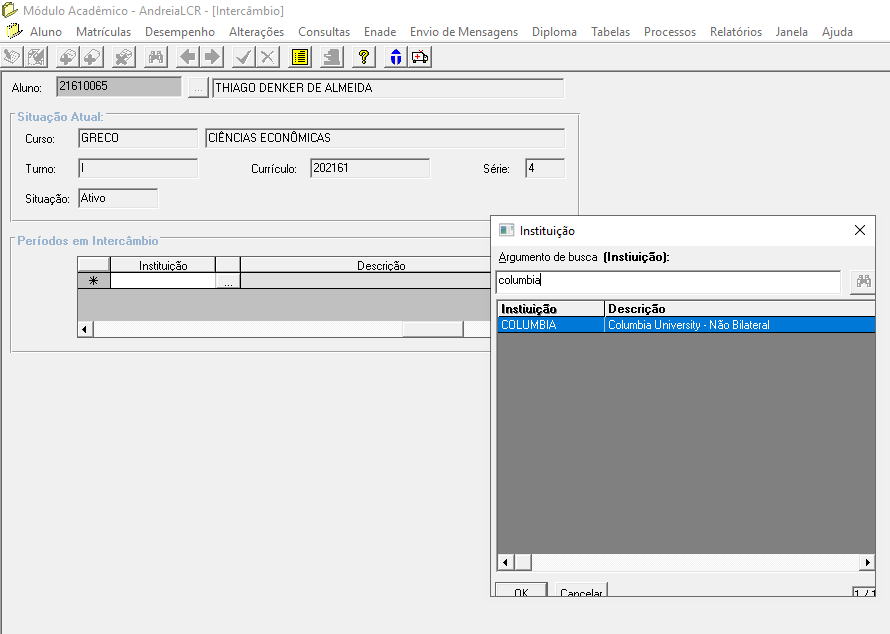 Módulo Acadêmico - AndreiaLCR - [Intercâmbio]
Aluno Matrículas Desempenho Alterações Consultas Enade Envio de Mensagens Diploma Tabelas Processos Relatórios Janela Ajuda
Aluno: 21610065 ... THIAGO DENKER DE ALMEIDA
Situação Atual:
Curso: GRECO CIÊNCIAS ECONÔMICAS
Turno: I Currículo: 202161 Série: 4
Situação: Ativo
Períodos em Intercâmbio
Instituição Descrição
* ...
Instituição
Argumento de busca (Instiuição):
columbia
Instiuição Descrição
COLUMBIA Columbia University - Não Bilateral
OK Cancelar 1 / 1